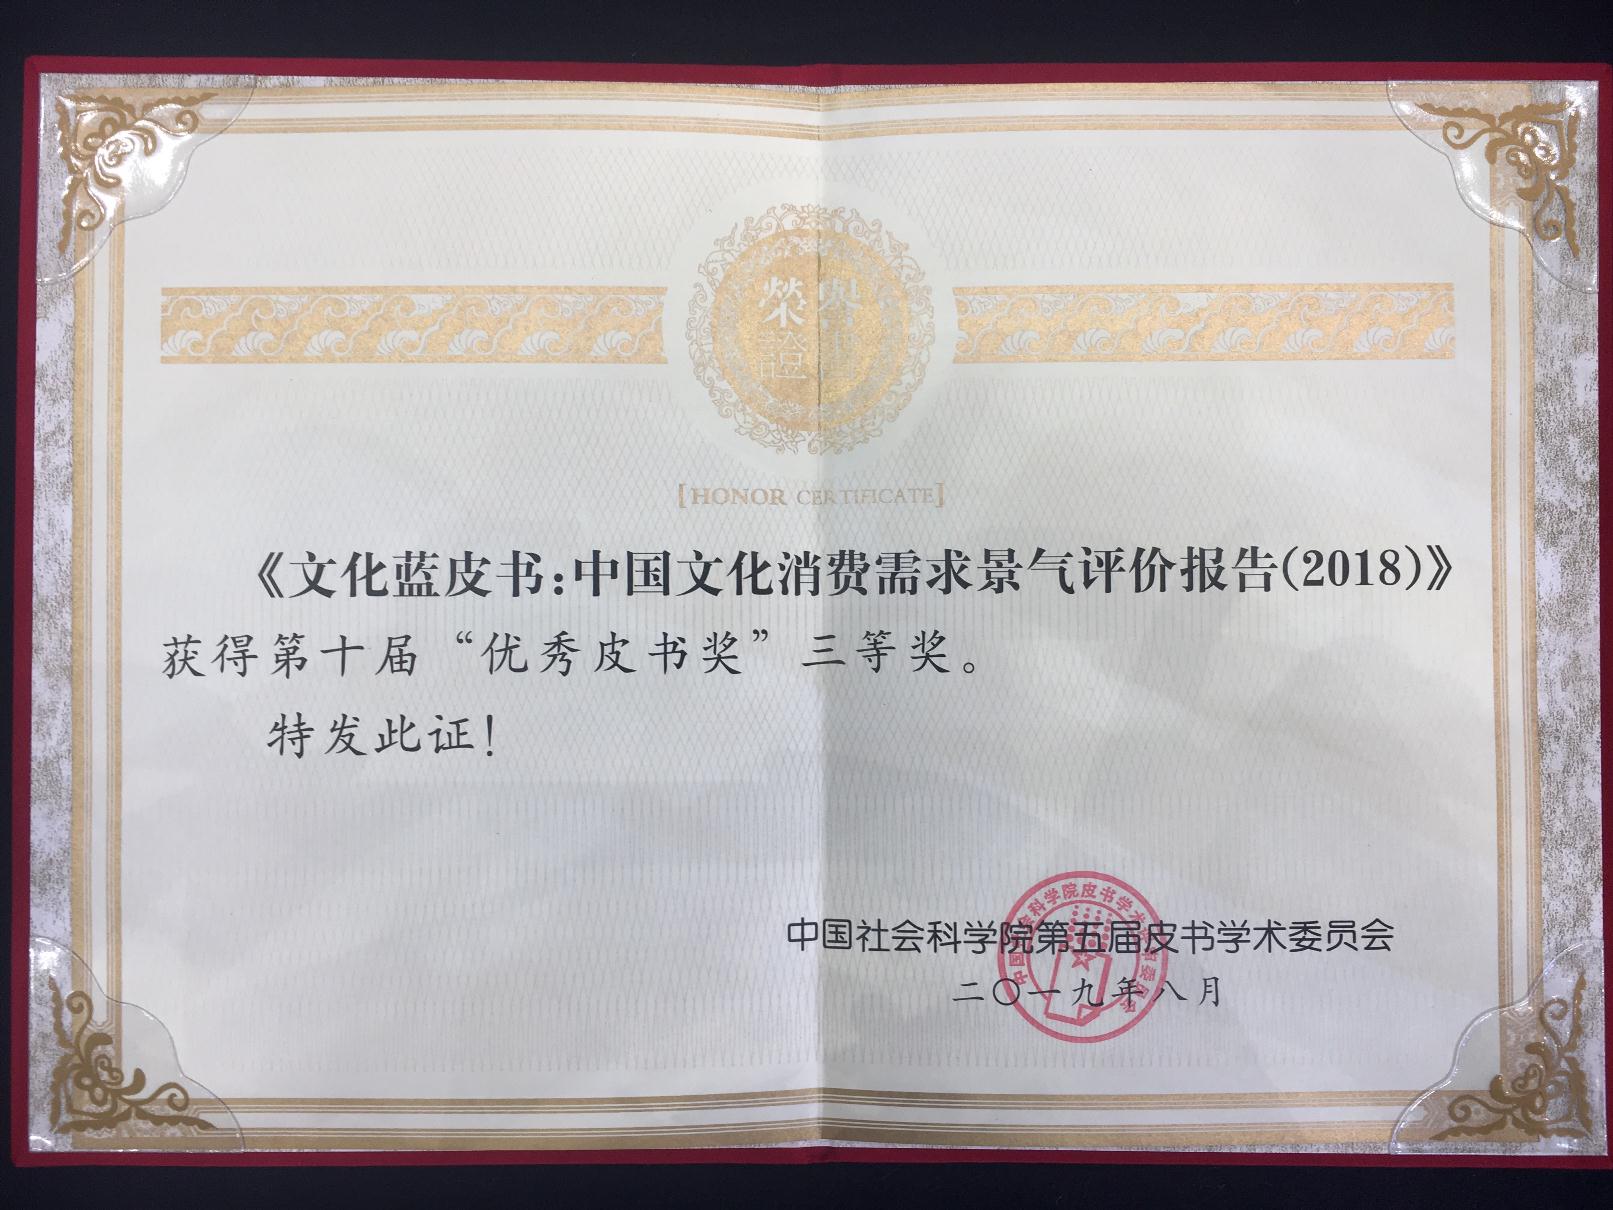 榮譽
證書
[HONOR CERTIFICATE]
《文化蓝皮书:中国文化消费需求景气评价报告(2018)》
获得第十届“优秀皮书奖”三等奖。
特发此证!
中国社会科学院第五届皮书学术委员会
二〇一九年八月